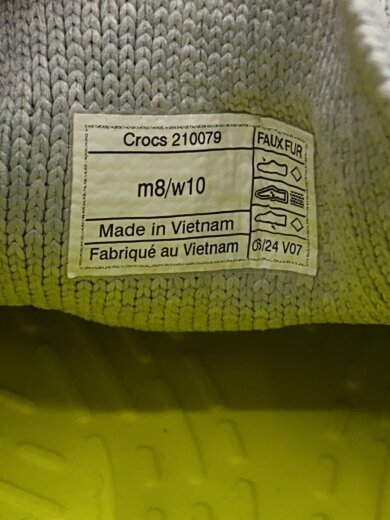 Crocs 210079
FAUX FUR
m8/w10
Made in Vietnam
Fabriqué au Vietnam
06/24 V07